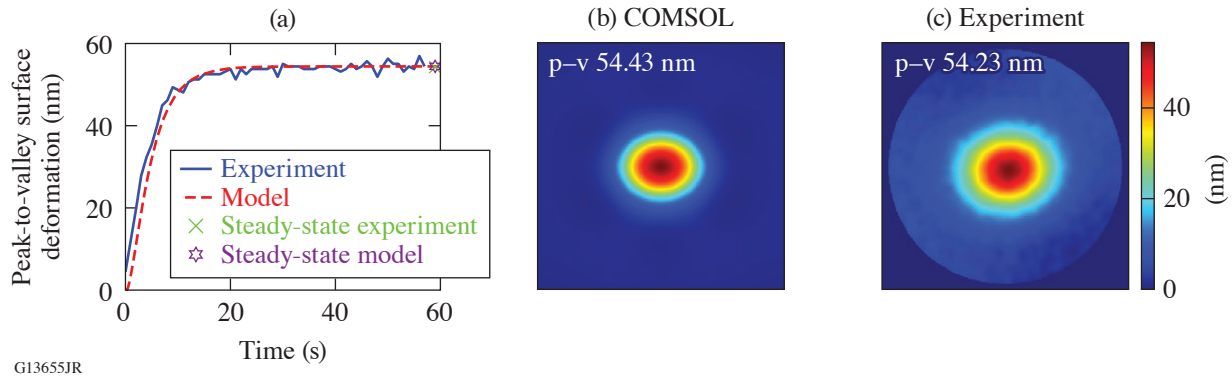 (a)
Peak-to-valley surface
deformation (nm)
60
40
20
0
0
20
40
60
Time (s)
Experiment
Model
Steady-state experiment
Steady-state model
(b) COMSOL
p–v 54.43 nm
(c) Experiment
p–v 54.23 nm
40
20
0
(nm)
G13655JR